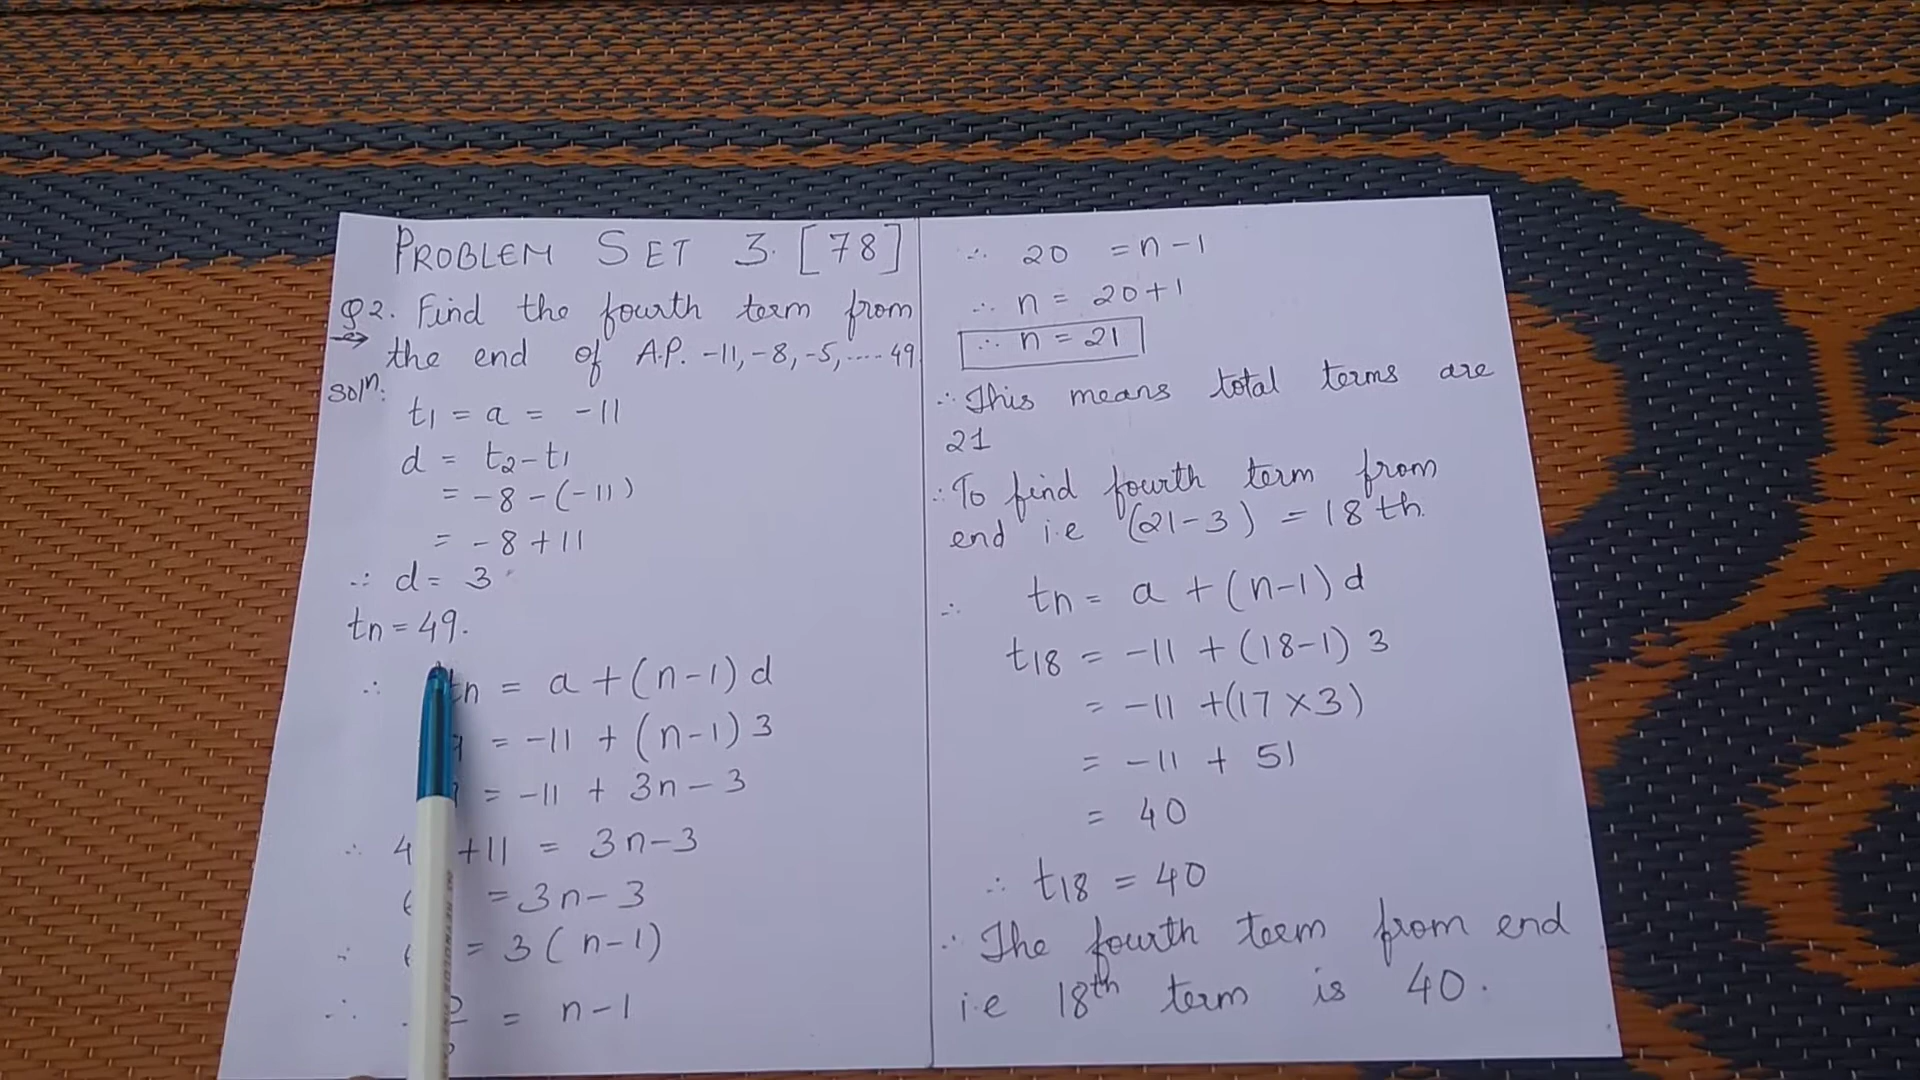 PROBLEM SET 3. [78]
Q2. Find the fourth term from
the end of A.P. -11, -8, -5, .... 49
Solⁿ:
t₁ = a = -11
d = t₂-t₁
= -8-(-11)
= -8+11
∴ d = 3
tn = 49.
∴ tn = a + (n-1) d
= -11 + (n-1) 3
= -11 + 3n-3
∴ 4 +11 = 3n-3
= 3n-3
∴ = 3(n-1)
∴ = n-1
∴ 20 = n-1
∴ n = 20+1
∴ n = 21
∴ This means total terms are
21
∴ To find fourth term from
end i.e (21-3) = 18th.
∴ tn = a + (n-1) d
t18 = -11 + (18-1) 3
= -11 + (17 × 3)
= -11 + 51
= 40
∴ t18 = 40
∴ The fourth term from end
i.e 18th term is 40.